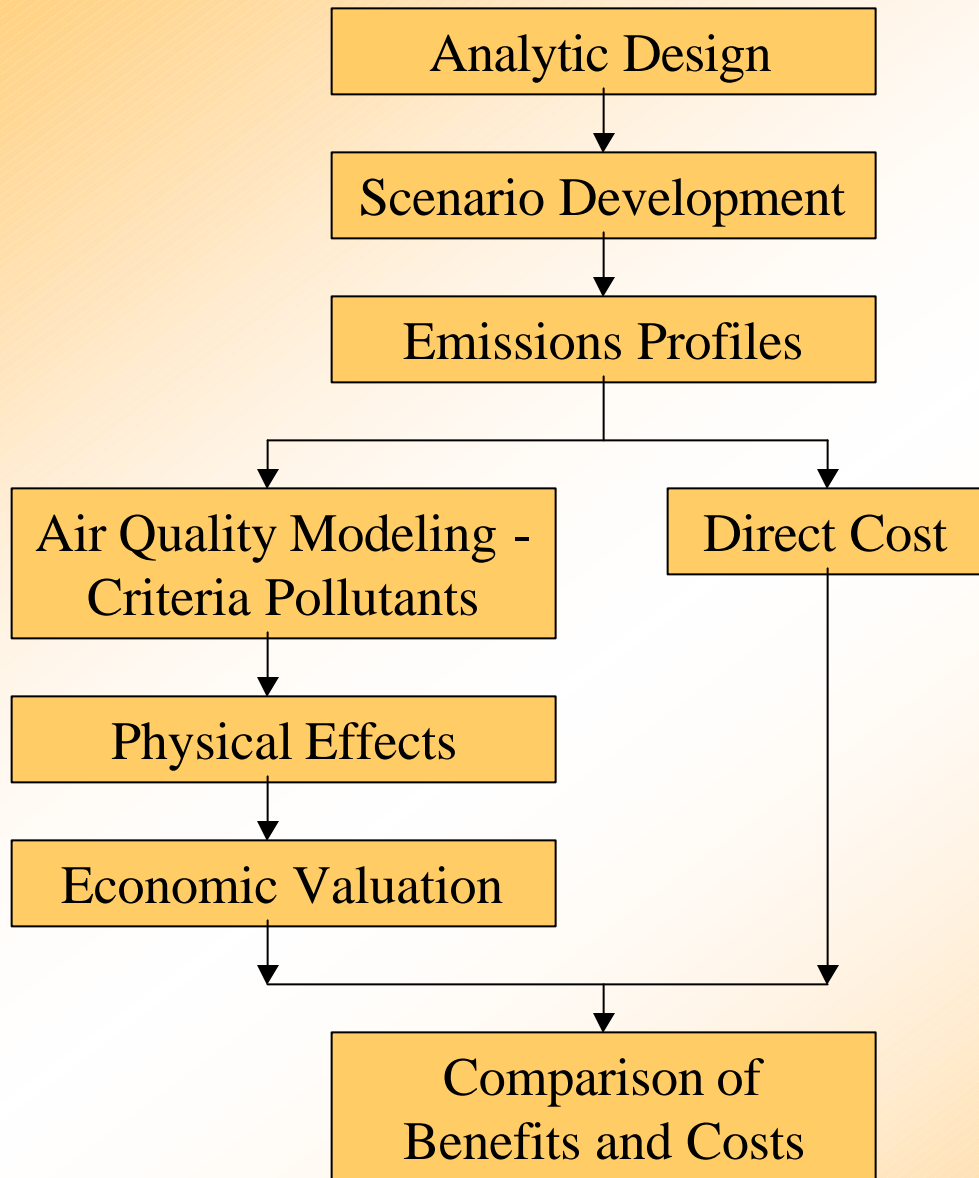 Analytic Design
Scenario Development
Emissions Profiles
Air Quality Modeling -
Criteria Pollutants
Direct Cost
Physical Effects
Economic Valuation
Comparison of
Benefits and Costs